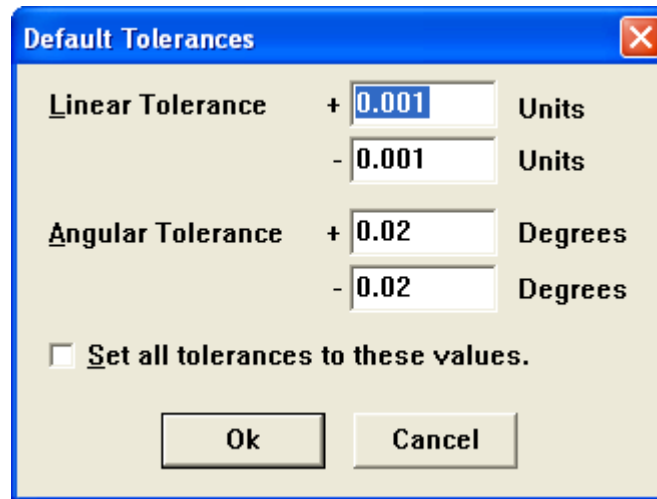 Default Tolerances
Linear Tolerance + 0.001 Units
- 0.001 Units
Angular Tolerance + 0.02 Degrees
- 0.02 Degrees
Set all tolerances to these values.
Ok Cancel